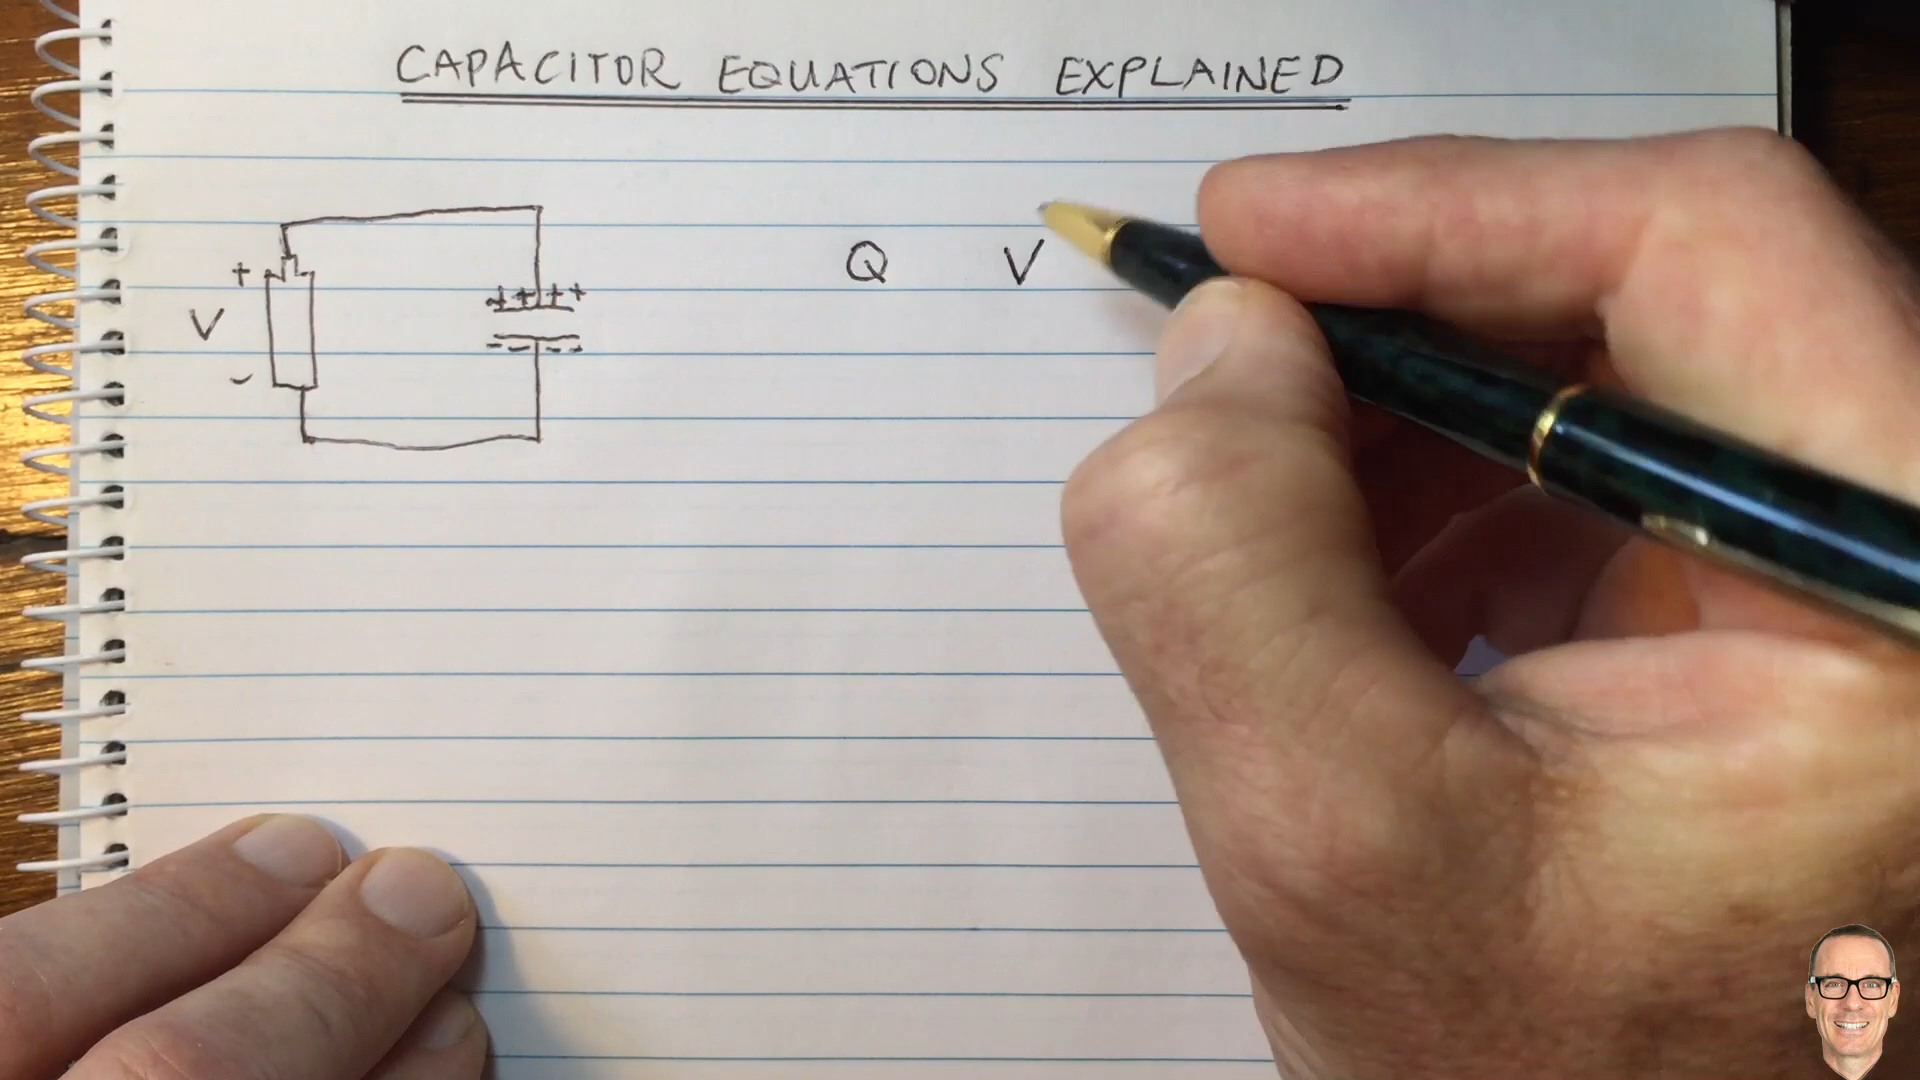 CAPACITOR EQUATIONS EXPLAINED
+ V -
+ + + +
- - - -
Q V